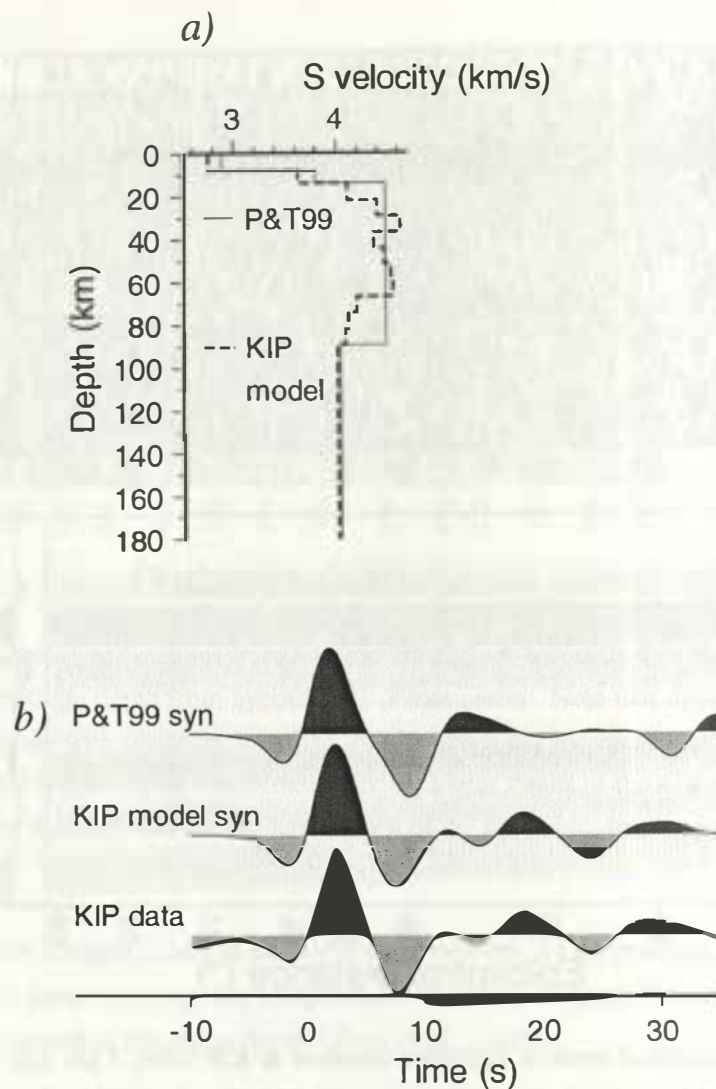 a)
S velocity (km/s)
3 4
0
20
40
60
80
100
120
140
160
180
Depth (km)
P&T99
KIP
model
b)
P&T99 syn
KIP model syn
KIP data
-10 0 10 20 30
Time (s)